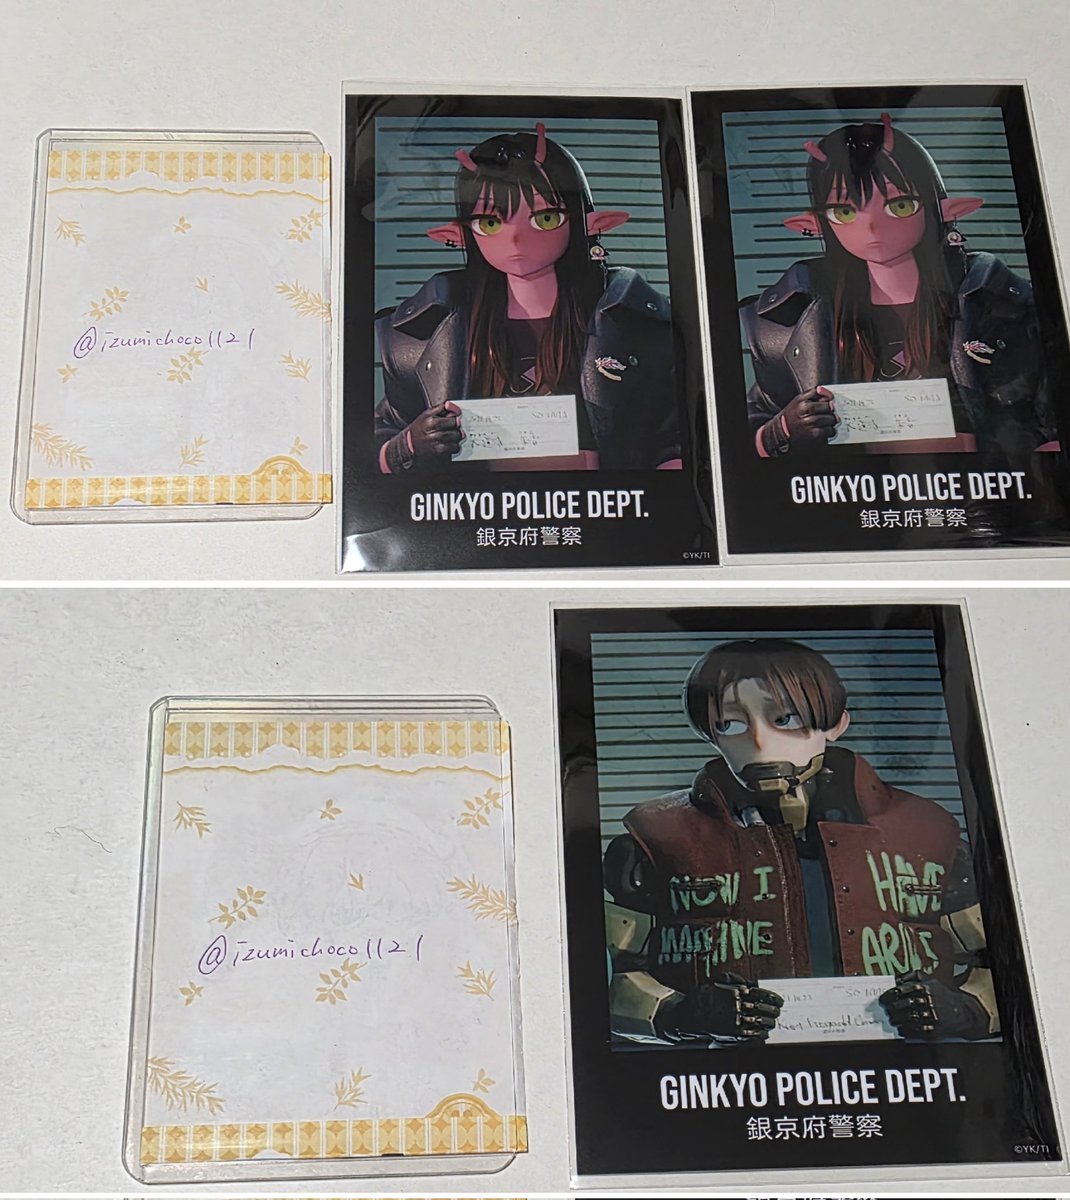 @izumichoco1121
GINKYO POLICE DEPT.
銀京府警察
©YK/TI
GINKYO POLICE DEPT.
銀京府警察
@izumichoco1121
NOW I HAVE
MACHINE ARMS
GINKYO POLICE DEPT.
銀京府警察
©YK/TI